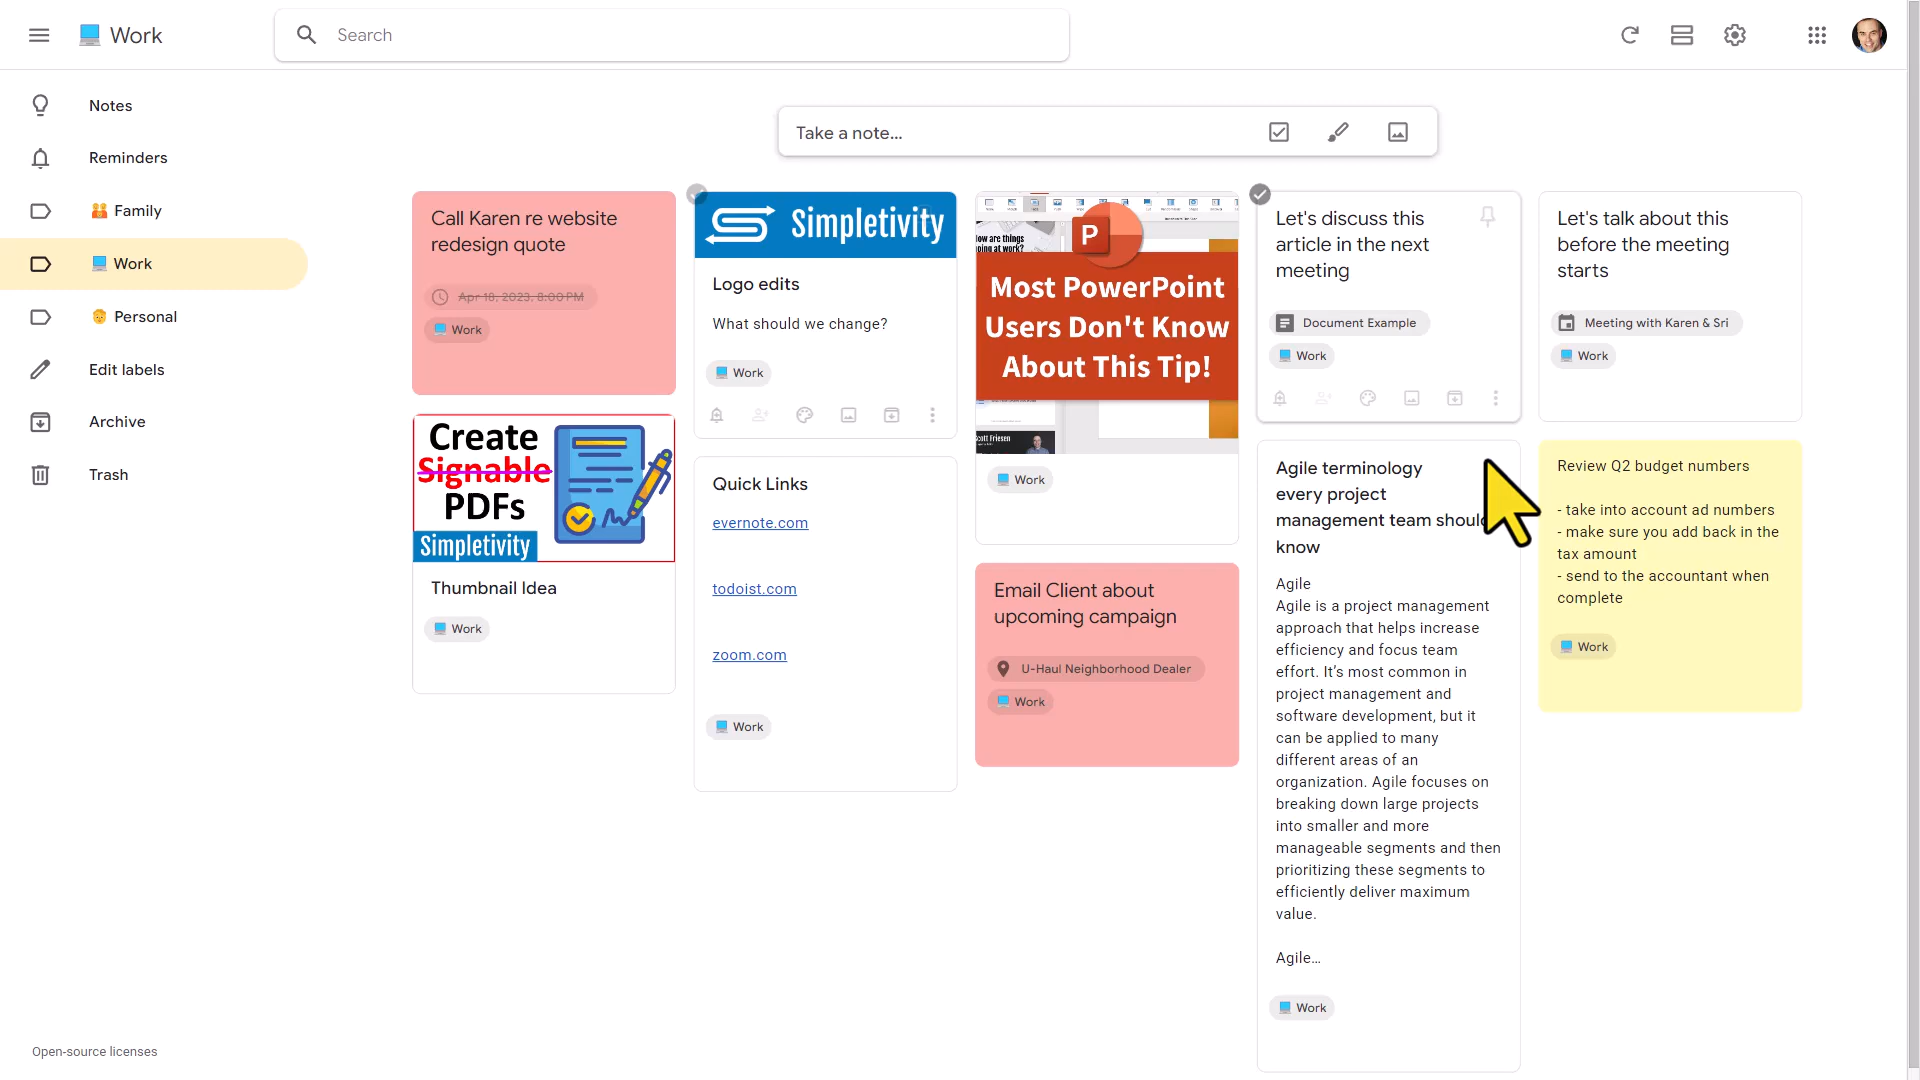 Work
Search
Notes
Reminders
Family
Work
Personal
Edit labels
Archive
Trash
Open-source licenses
Take a note...
Call Karen re website
redesign quote
Apr 18, 2023, 8:00 PM
Work
Create
Signable
PDFs
Simpletivity
Thumbnail Idea
Work
Simpletivity
Logo edits
What should we change?
Work
Quick Links
evernote.com
todoist.com
zoom.com
Work
How are things
going at work?
P
Most PowerPoint
Users Don't Know
About This Tip!
Scott Friesen
Work
Email Client about
upcoming campaign
U-Haul Neighborhood Dealer
Work
Let's discuss this
article in the next
meeting
Document Example
Work
Agile terminology
every project
management team should
know
Agile
Agile is a project management
approach that helps increase
efficiency and focus team
effort. It’s most common in
project management and
software development, but it
can be applied to many
different areas of an
organization. Agile focuses on
breaking down large projects
into smaller and more
manageable segments and then
prioritizing these segments to
efficiently deliver maximum
value.
Agile…
Work
Let's talk about this
before the meeting
starts
Meeting with Karen & Sri
Work
Review Q2 budget numbers
- take into account ad numbers
- make sure you add back in the
tax amount
- send to the accountant when
complete
Work